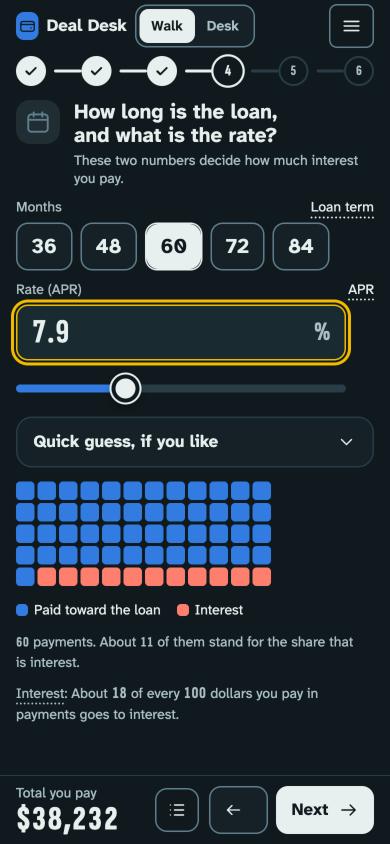 Deal Desk Walk Desk
4 5 6
How long is the loan,
and what is the rate?
These two numbers decide how much interest
you pay.
Months Loan term
36 48 60 72 84
Rate (APR) APR
7.9 %
Quick guess, if you like
Paid toward the loan Interest
60 payments. About 11 of them stand for the share that
is interest.
Interest: About 18 of every 100 dollars you pay in
payments goes to interest.
Total you pay
$38,232 Next